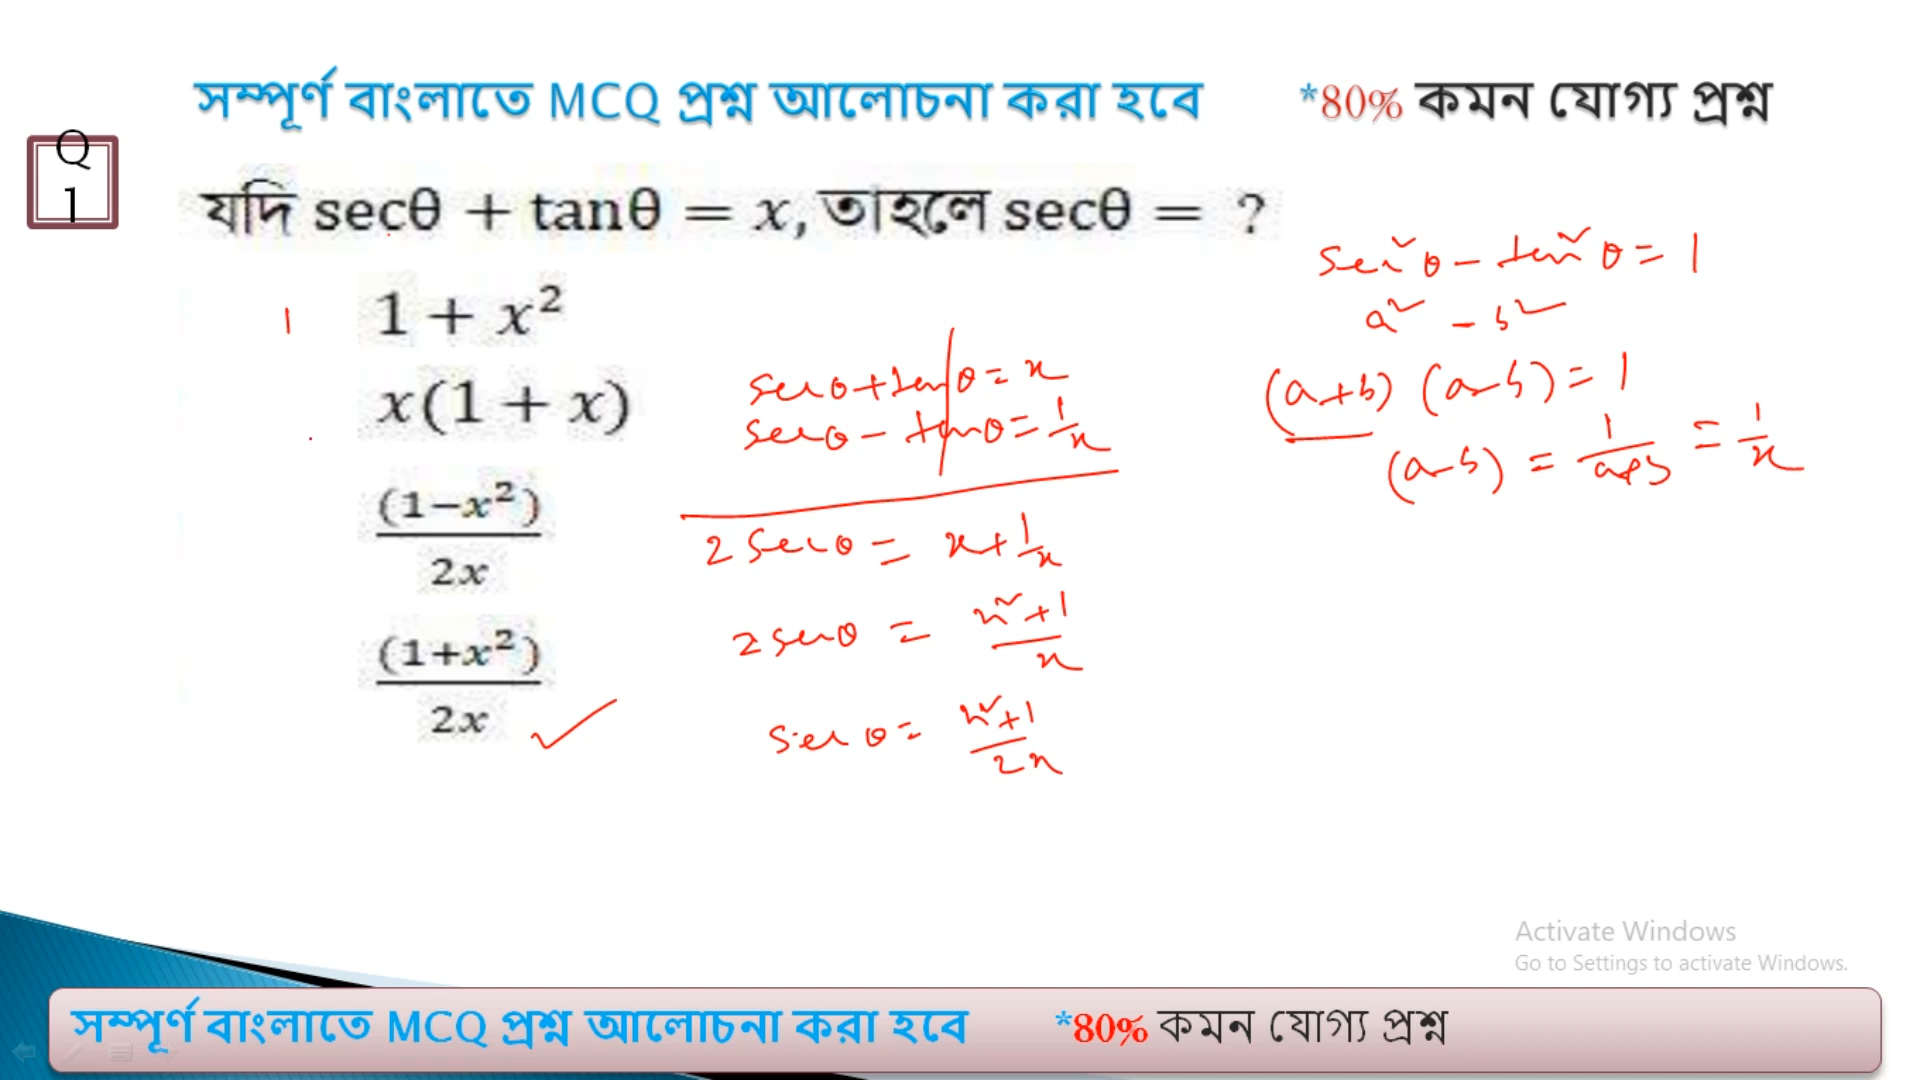 সম্পূর্ণ বাংলাতে MCQ প্রশ্ন আলোচনা করা হবে *80% কমন যোগ্য প্রশ্ন
Q
1
যদি secθ + tanθ = x, তাহলে secθ = ?
1 + x²
x(1 + x)
(1−x²)
2x
(1+x²)
2x
1
secθ + tanθ = x
secθ − tanθ = 1/x
2 secθ = x + 1/x
2 secθ = x²+1/x
secθ = x²+1/2x
sec²θ − tan²θ = 1
a² − b²
(a+b) (a−b) = 1
(a−b) = 1/a+b = 1/x
Activate Windows
Go to Settings to activate Windows.
সম্পূর্ণ বাংলাতে MCQ প্রশ্ন আলোচনা করা হবে *80% কমন যোগ্য প্রশ্ন